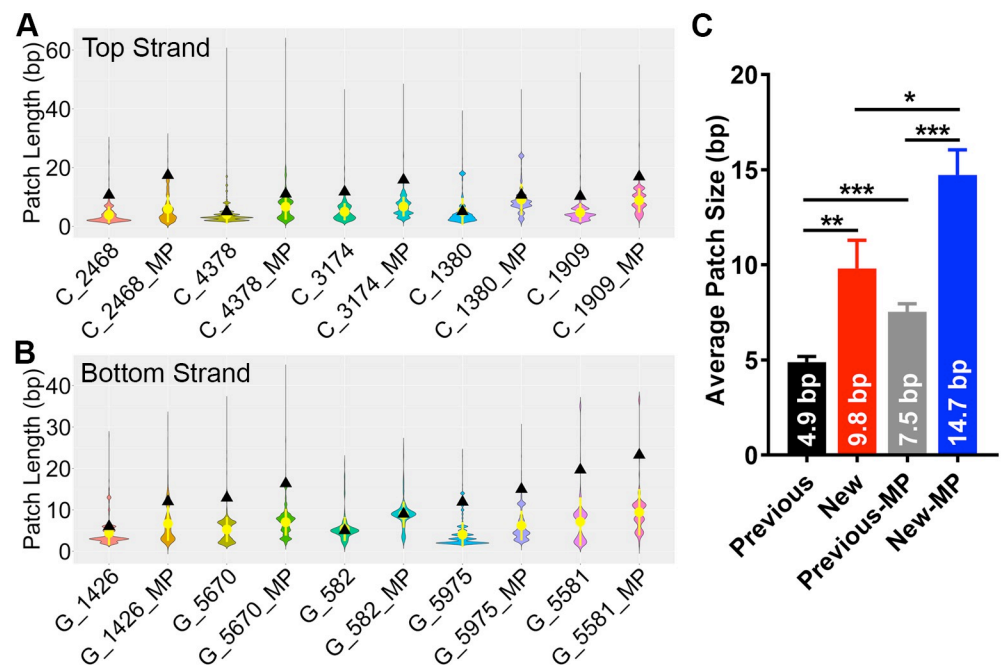 A
Top Strand
Patch Length (bp)
60
40
20
0
C_2468
C_2468_MP
C_4378
C_4378_MP
C_3174
C_3174_MP
C_1380
C_1380_MP
C_1909
C_1909_MP
B
Bottom Strand
Patch Length (bp)
40
30
20
10
0
G_1426
G_1426_MP
G_5670
G_5670_MP
G_582
G_582_MP
G_5975
G_5975_MP
G_5581
G_5581_MP
C
Average Patch Size (bp)
20
15
10
5
0
*
***
***
**
4.9 bp
9.8 bp
7.5 bp
14.7 bp
Previous
New
Previous-MP
New-MP